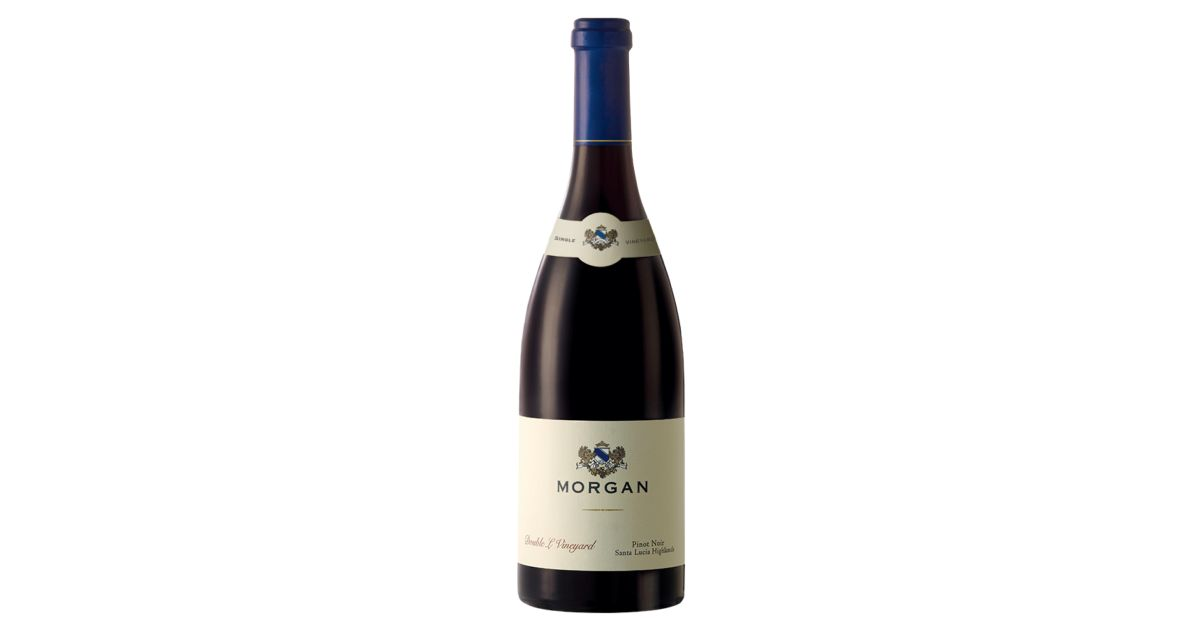 SINGLE VINEYARD
MORGAN
Double L Vineyard
Pinot Noir
Santa Lucia Highlands